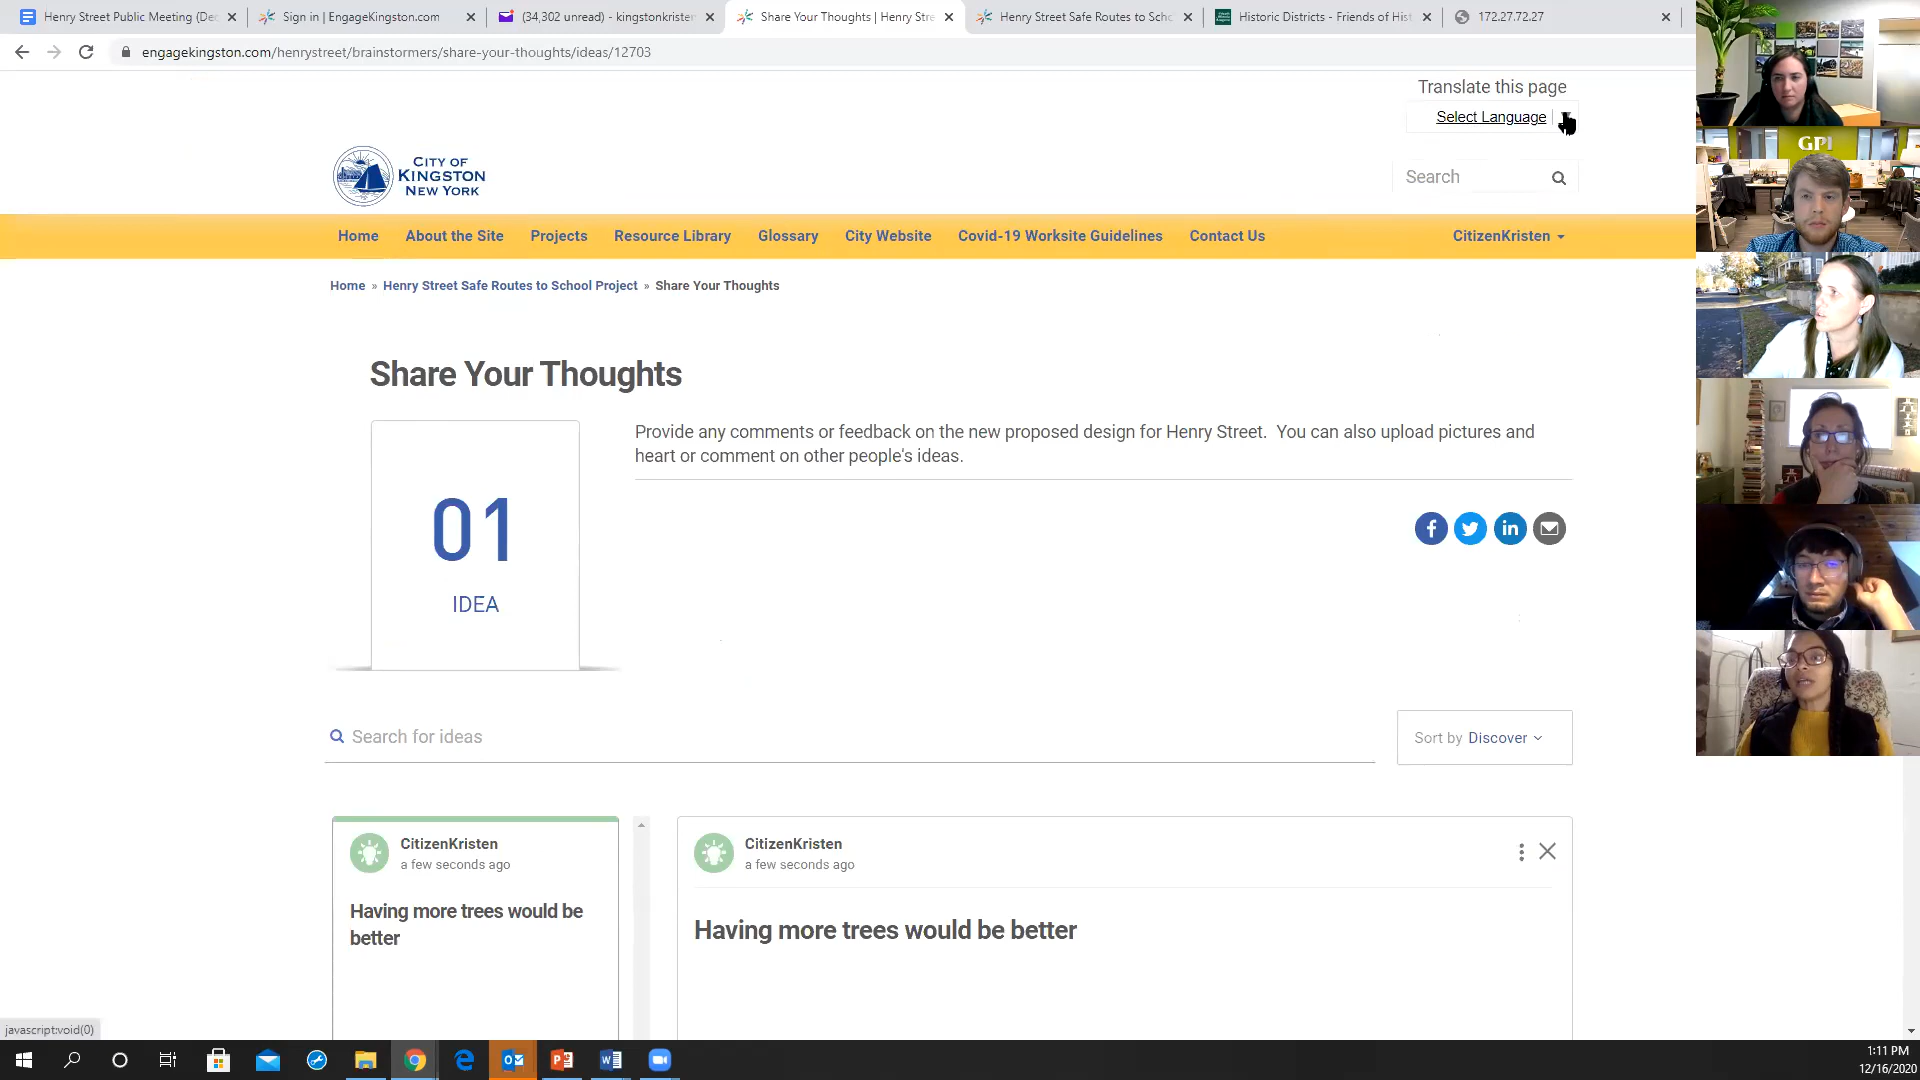 Henry Street Public Meeting (Dec
Sign in | EngageKingston.com
(34,302 unread) - kingstonkristen
Share Your Thoughts | Henry Stre
Henry Street Safe Routes to Scho
Historic Districts - Friends of Hist
172.27.72.27
engagekingston.com/henrystreet/brainstormers/share-your-thoughts/ideas/12703
Translate this page
Select Language
CITY OF
KINGSTON
NEW YORK
Search
Home About the Site Projects Resource Library Glossary City Website Covid-19 Worksite Guidelines Contact Us CitizenKristen
Home » Henry Street Safe Routes to School Project » Share Your Thoughts
Share Your Thoughts
Provide any comments or feedback on the new proposed design for Henry Street. You can also upload pictures and
heart or comment on other people's ideas.
01
IDEA
Search for ideas
Sort by Discover
CitizenKristen
a few seconds ago
Having more trees would be
better
CitizenKristen
a few seconds ago
Having more trees would be better
javascript:void(0)
GPI
1:11 PM
12/16/2020